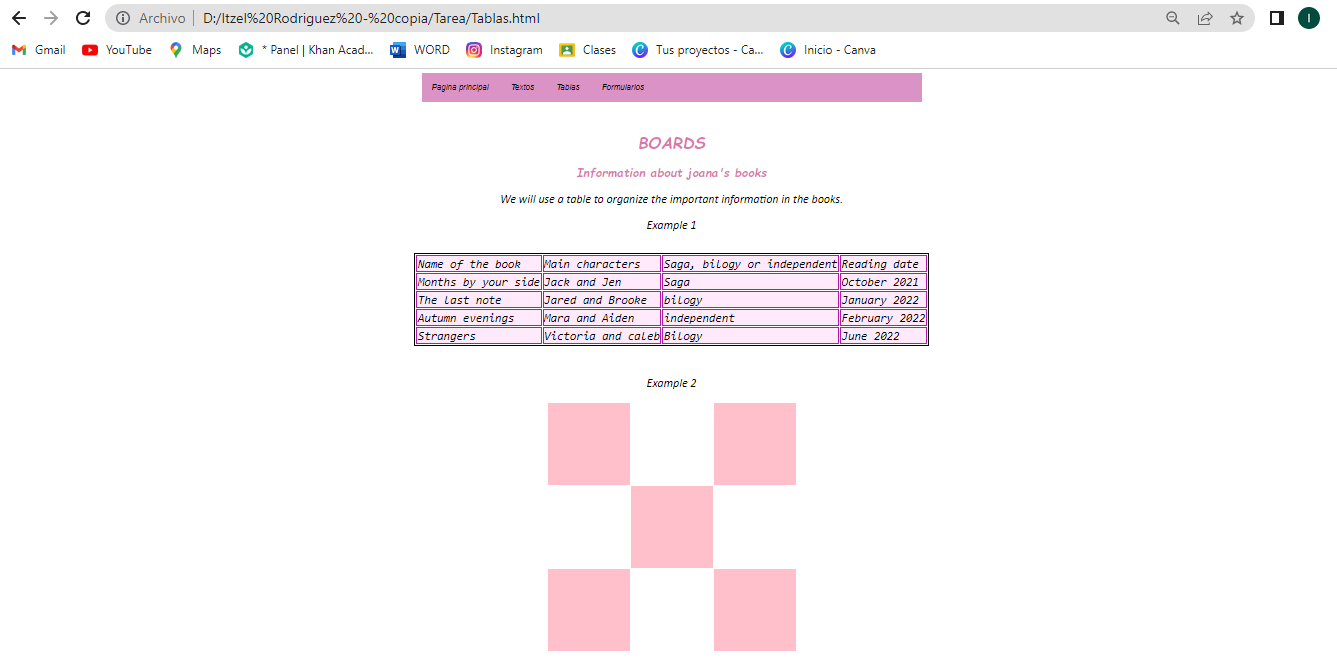 Archivo D:/Itzel%20Rodriguez%20-%20copia/Tarea/Tablas.html I
Gmail YouTube Maps * Panel | Khan Acad... WORD Instagram Clases Tus proyectos - Ca... Inicio - Canva
Pagina principal Textos Tablas Formularios
BOARDS
Information about joana's books
We will use a table to organize the important information in the books.
Example 1
Name of the book Main characters Saga, bilogy or independent Reading date
Months by your side Jack and Jen Saga October 2021
The last note Jared and Brooke bilogy January 2022
Autumn evenings Mara and Aiden independent February 2022
Strangers Victoria and caleb Bilogy June 2022
Example 2